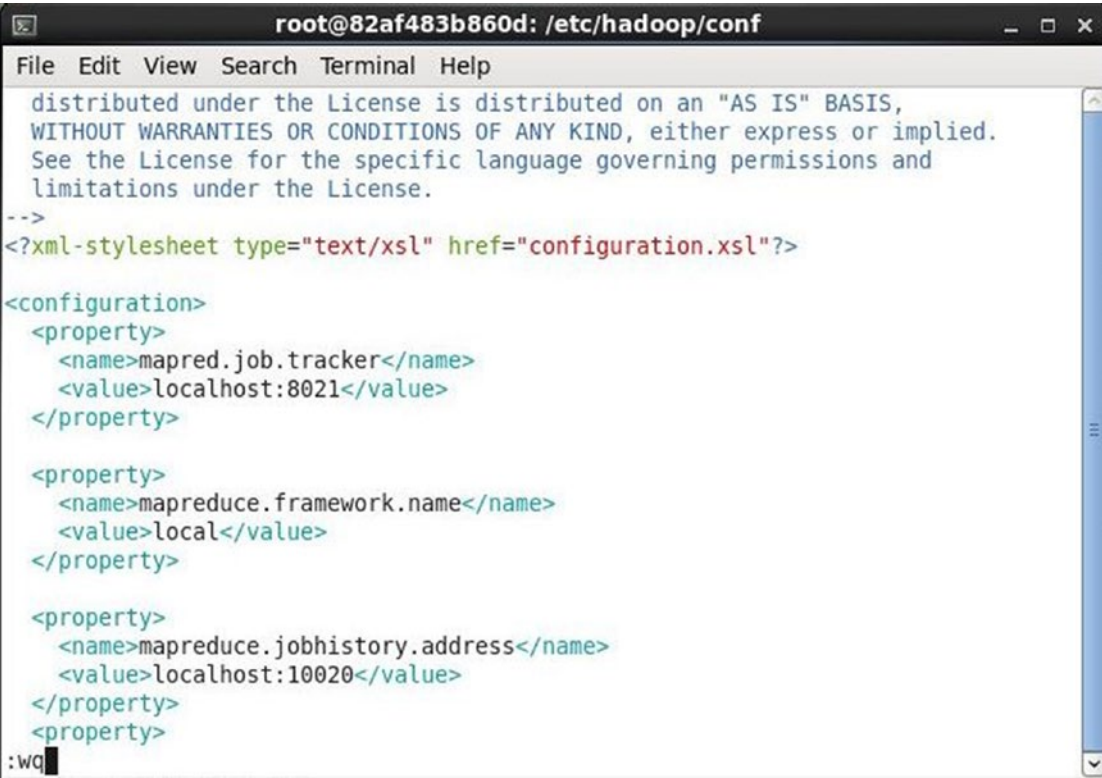 root@82af483b860d: /etc/hadoop/conf
File Edit View Search Terminal Help
distributed under the License is distributed on an "AS IS" BASIS,
WITHOUT WARRANTIES OR CONDITIONS OF ANY KIND, either express or implied.
See the License for the specific language governing permissions and
limitations under the License.
-->
<?xml-stylesheet type="text/xsl" href="configuration.xsl"?>
<configuration>
<property>
<name>mapred.job.tracker</name>
<value>localhost:8021</value>
</property>
<property>
<name>mapreduce.framework.name</name>
<value>local</value>
</property>
<property>
<name>mapreduce.jobhistory.address</name>
<value>localhost:10020</value>
</property>
<property>
:wq